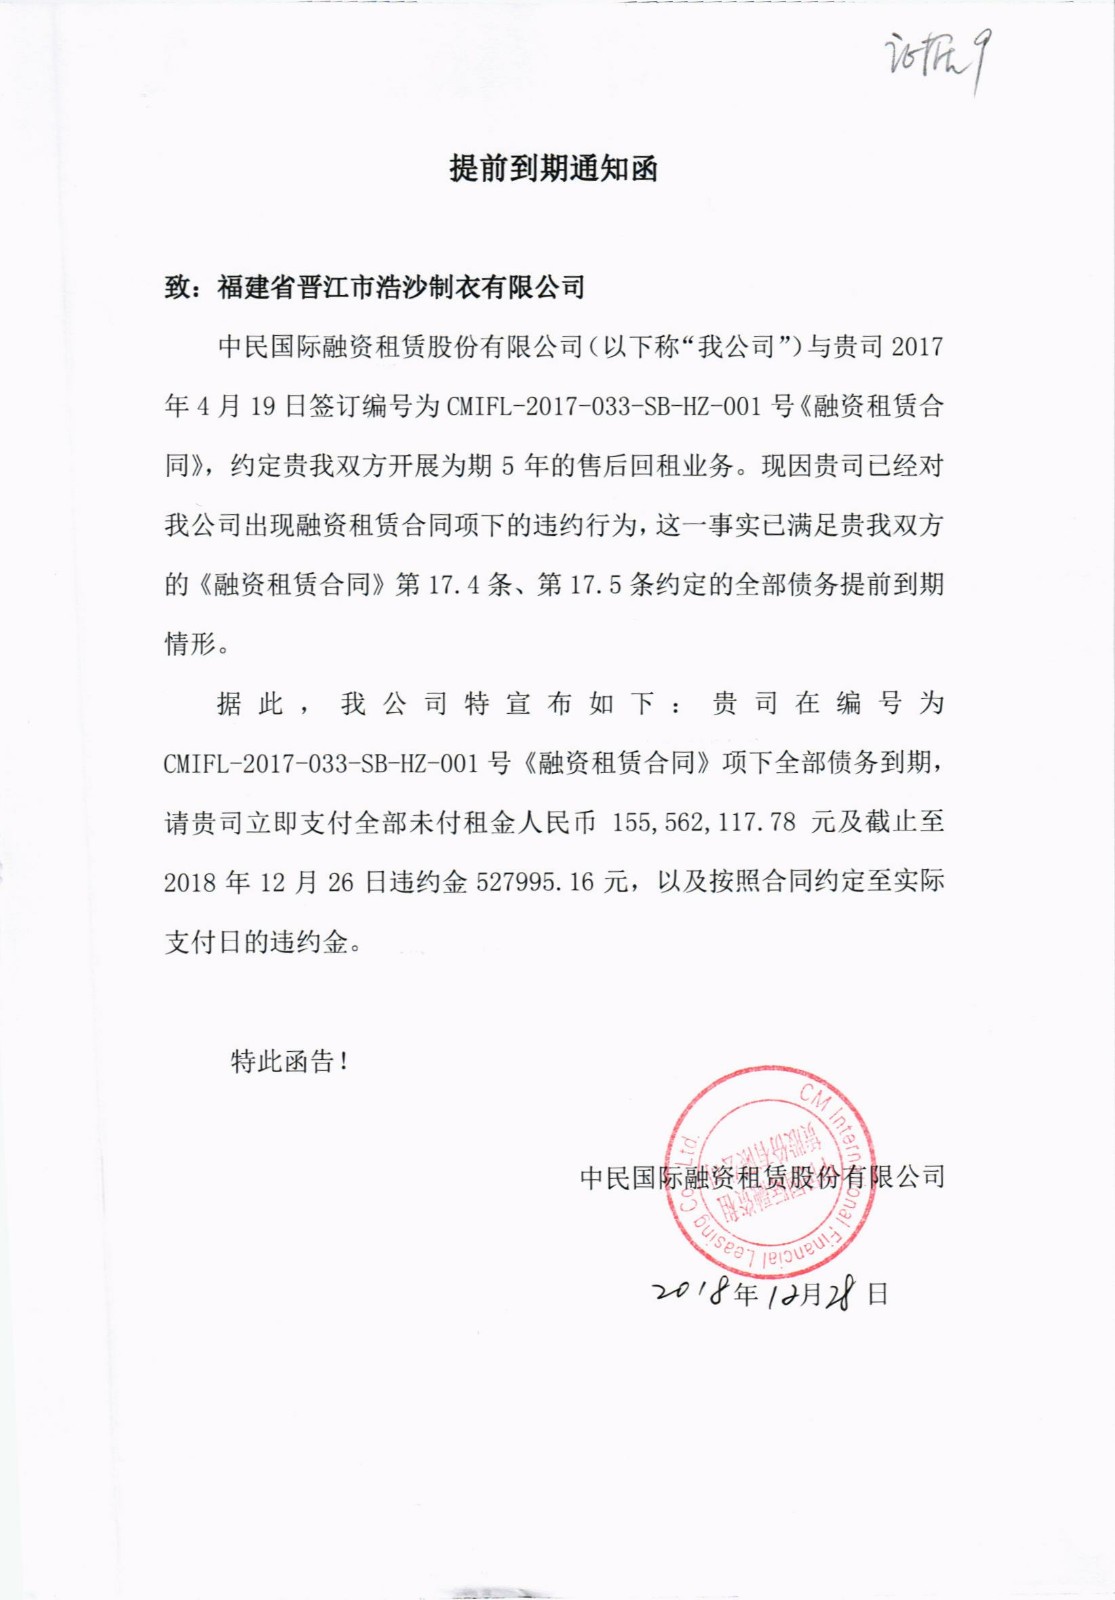 证据9
提前到期通知函
致：福建省晋江市浩沙制衣有限公司
中民国际融资租赁股份有限公司（以下称“我公司”）与贵司 2017
年 4 月 19 日签订编号为 CMIFL-2017-033-SB-HZ-001 号《融资租赁合
同》，约定贵我双方开展为期 5 年的售后回租业务。现因贵司已经对
我公司出现融资租赁合同项下的违约行为，这一事实已满足贵我双方
的《融资租赁合同》第 17.4 条、第 17.5 条约定的全部债务提前到期
情形。
据此，我公司特宣布如下：贵司在编号为
CMIFL-2017-033-SB-HZ-001 号《融资租赁合同》项下全部债务到期，
请贵司立即支付全部未付租金人民币 155,562,117.78 元及截止至
2018 年 12 月 26 日违约金 527995.16 元，以及按照合同约定至实际
支付日的违约金。
特此函告！
中民国际融资租赁股份有限公司
CM International Financial Leasing Co., Ltd.
中民国际融资租
赁股份有限公司
2018年12月28日